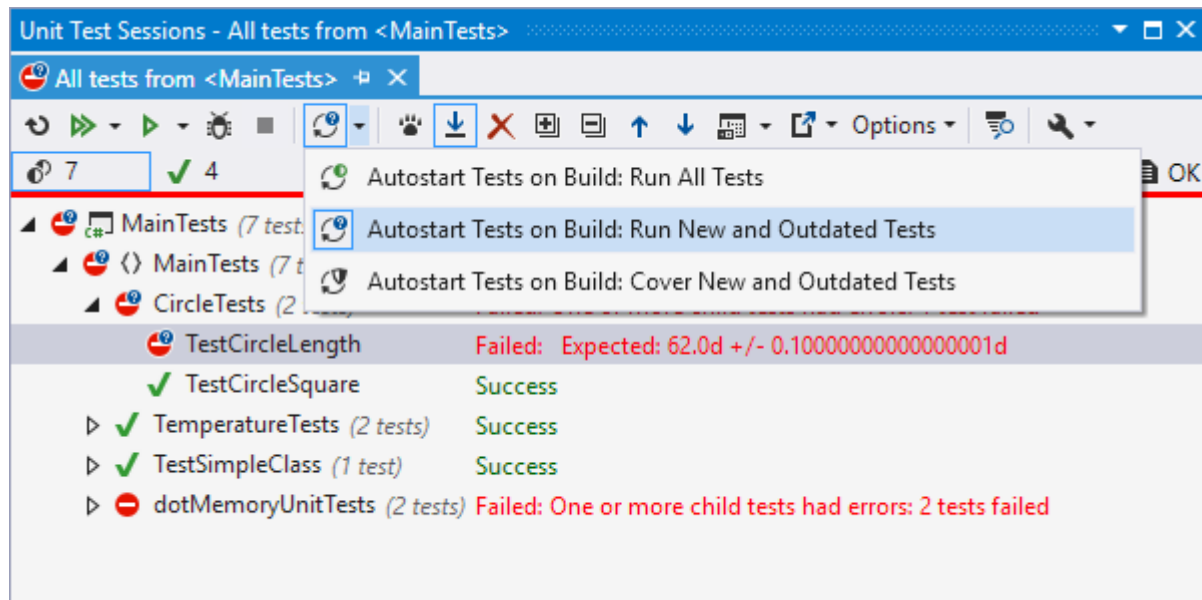 Unit Test Sessions - All tests from <MainTests>
All tests from <MainTests>
Options
7 4 OK
Autostart Tests on Build: Run All Tests
Autostart Tests on Build: Run New and Outdated Tests
Autostart Tests on Build: Cover New and Outdated Tests
C# MainTests (7
MainTests (7
CircleTests (2
TestCircleLength Failed: Expected: 62.0d +/- 0.10000000000000001d
TestCircleSquare Success
TemperatureTests (2 tests) Success
TestSimpleClass (1 test) Success
dotMemoryUnitTests (2 tests) Failed: One or more child tests had errors: 2 tests failed